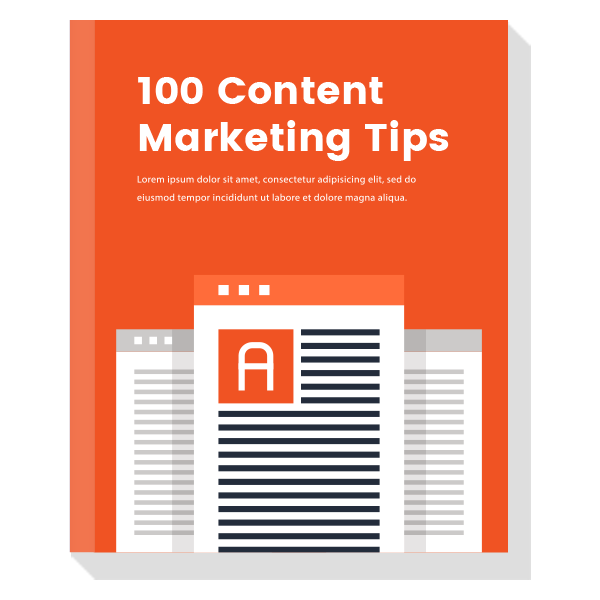 100 Content
Marketing Tips
Lorem ipsum dolor sit amet, consectetur adipisicing elit, sed do
eiusmod tempor incididunt ut labore et dolore magna aliqua.
A